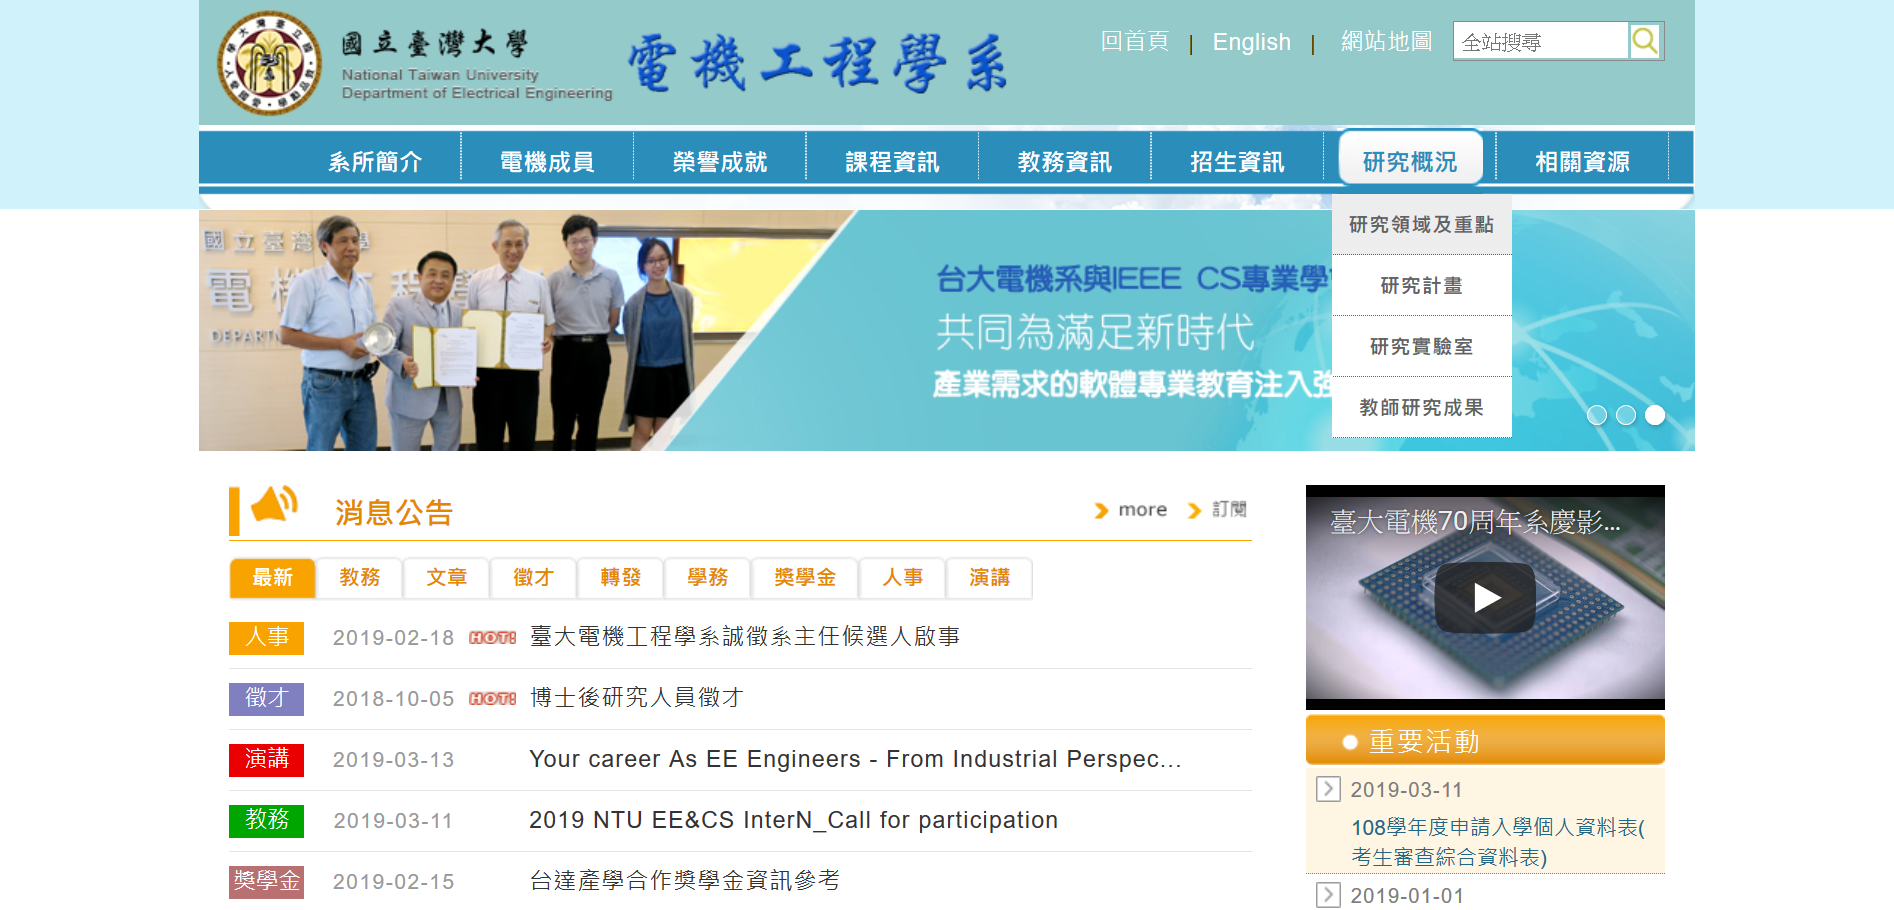 國立臺灣大學
National Taiwan University
Department of Electrical Engineering
電機工程學系
回首頁 | English | 網站地圖
全站搜尋
系所簡介 電機成員 榮譽成就 課程資訊 教務資訊 招生資訊 研究概況 相關資源
研究領域及重點
研究計畫
研究實驗室
教師研究成果
台大電機系與IEEE CS專業學
共同為滿足新時代
產業需求的軟體專業教育注入強
消息公告
more 訂閱
最新 教務 文章 徵才 轉發 學務 獎學金 人事 演講
人事 2019-02-18 HOT! 臺大電機工程學系誠徵系主任候選人啟事
徵才 2018-10-05 HOT! 博士後研究人員徵才
演講 2019-03-13 Your career As EE Engineers - From Industrial Perspec...
教務 2019-03-11 2019 NTU EE&CS InterN_Call for participation
獎學金 2019-02-15 台達產學合作獎學金資訊參考
臺大電機70周年系慶影...
重要活動
2019-03-11
108學年度申請入學個人資料表(
考生審查綜合資料表)
2019-01-01